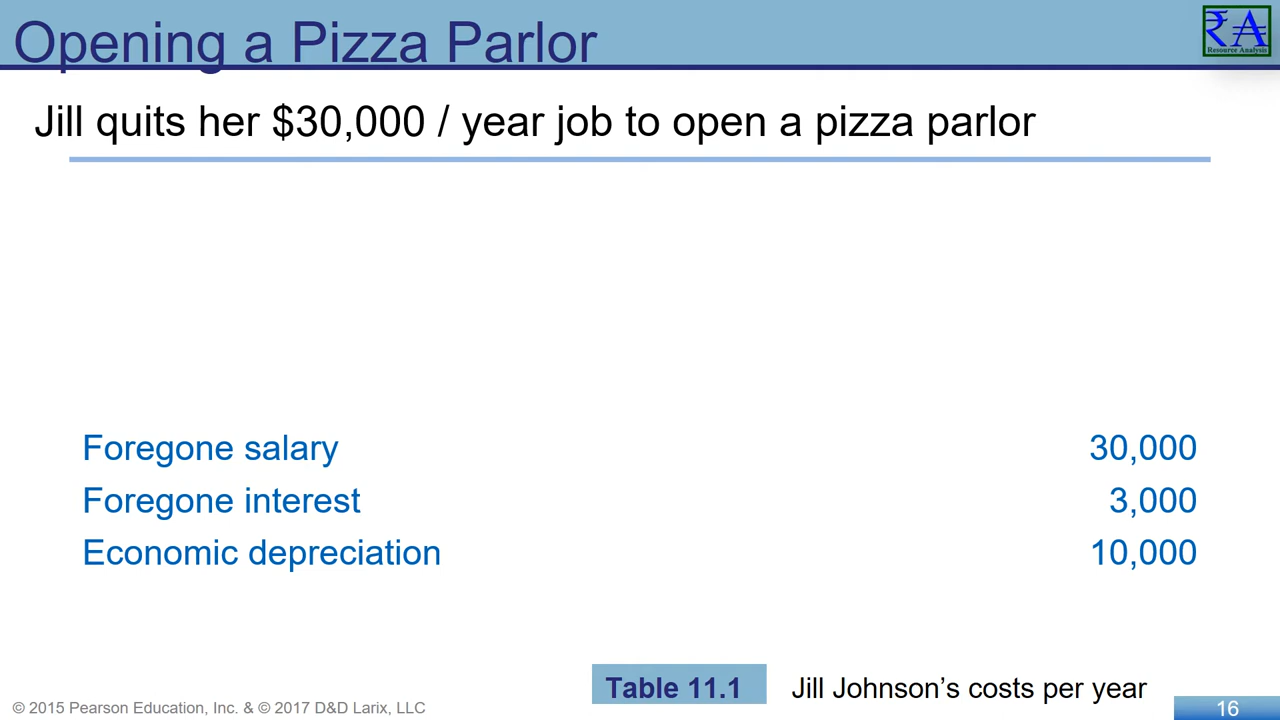 Opening a Pizza Parlor
₹A
Resource Analysis
Jill quits her $30,000 / year job to open a pizza parlor
Foregone salary 30,000
Foregone interest 3,000
Economic depreciation 10,000
Table 11.1 Jill Johnson’s costs per year
© 2015 Pearson Education, Inc. & © 2017 D&D Larix, LLC 16